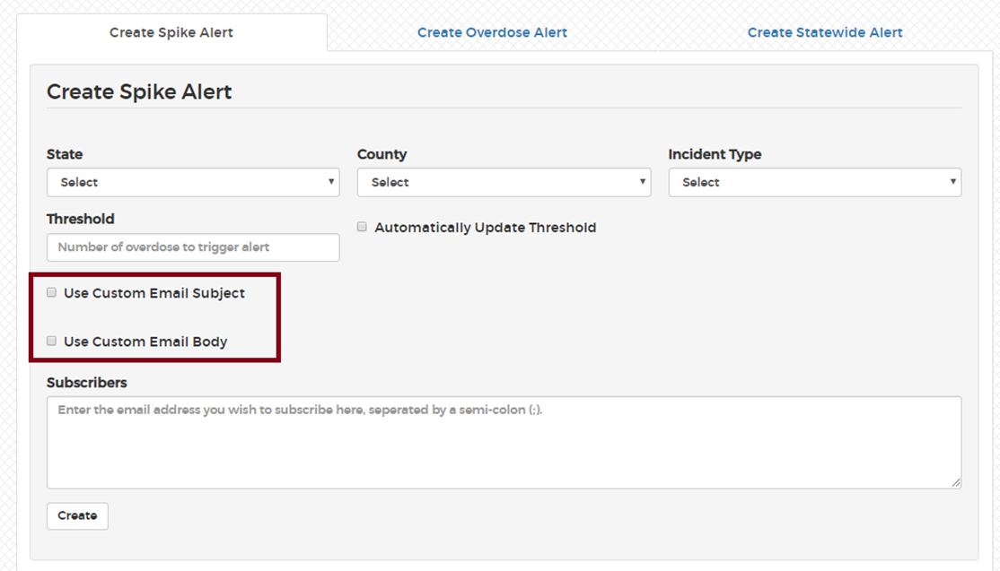 Create Spike Alert
Create Overdose Alert
Create Statewide Alert
Create Spike Alert
State
County
Incident Type
Select
Select
Select
Threshold
Automatically Update Threshold
Number of overdose to trigger alert
Use Custom Email Subject
Use Custom Email Body
Subscribers
Enter the email address you wish to subscribe here, seperated by a semi-colon (;).
Create